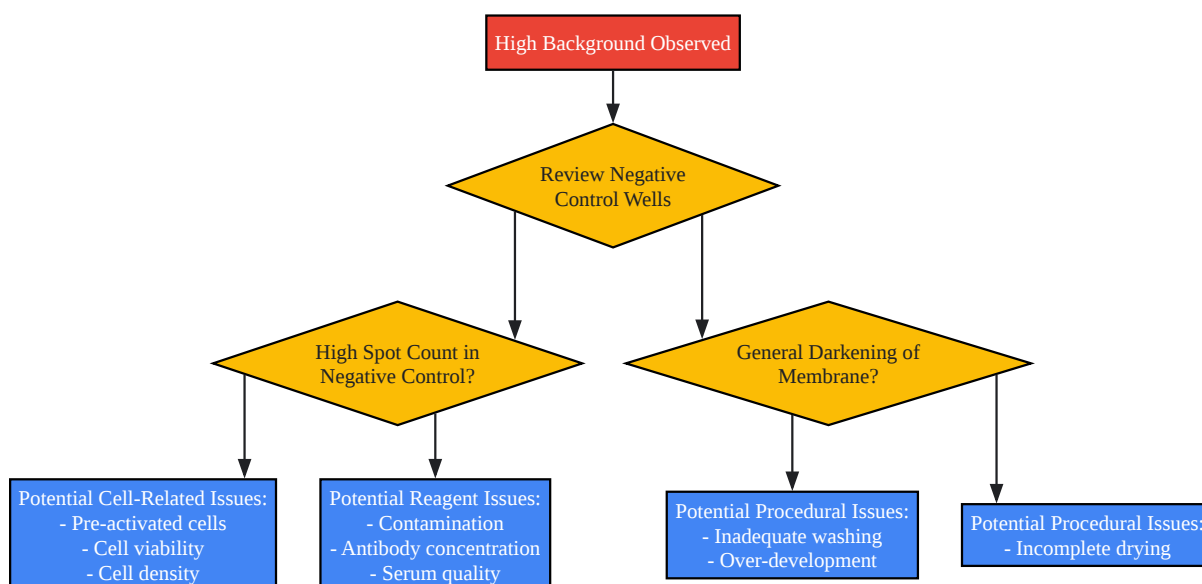 High Background Observed
Review Negative
Control Wells
High Spot Count in
Negative Control?
General Darkening of
Membrane?
Potential Cell-Related Issues:
- Pre-activated cells
- Cell viability
- Cell density
Potential Reagent Issues:
- Contamination
- Antibody concentration
- Serum quality
Potential Procedural Issues:
- Inadequate washing
- Over-development
Potential Procedural Issues:
- Incomplete drying